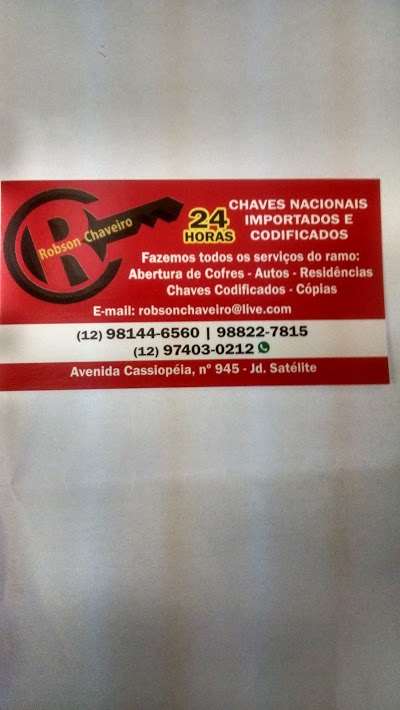 R
Robson Chaveiro
24
HORAS
CHAVES NACIONAIS
IMPORTADOS E
CODIFICADOS
Fazemos todos os serviços do ramo:
Abertura de Cofres - Autos - Residências
Chaves Codificados - Cópias
E-mail: robsonchaveiro@live.com
(12) 98144-6560 | 98822-7815
(12) 97403-0212
Avenida Cassiopéia, nº 945 - Jd. Satélite